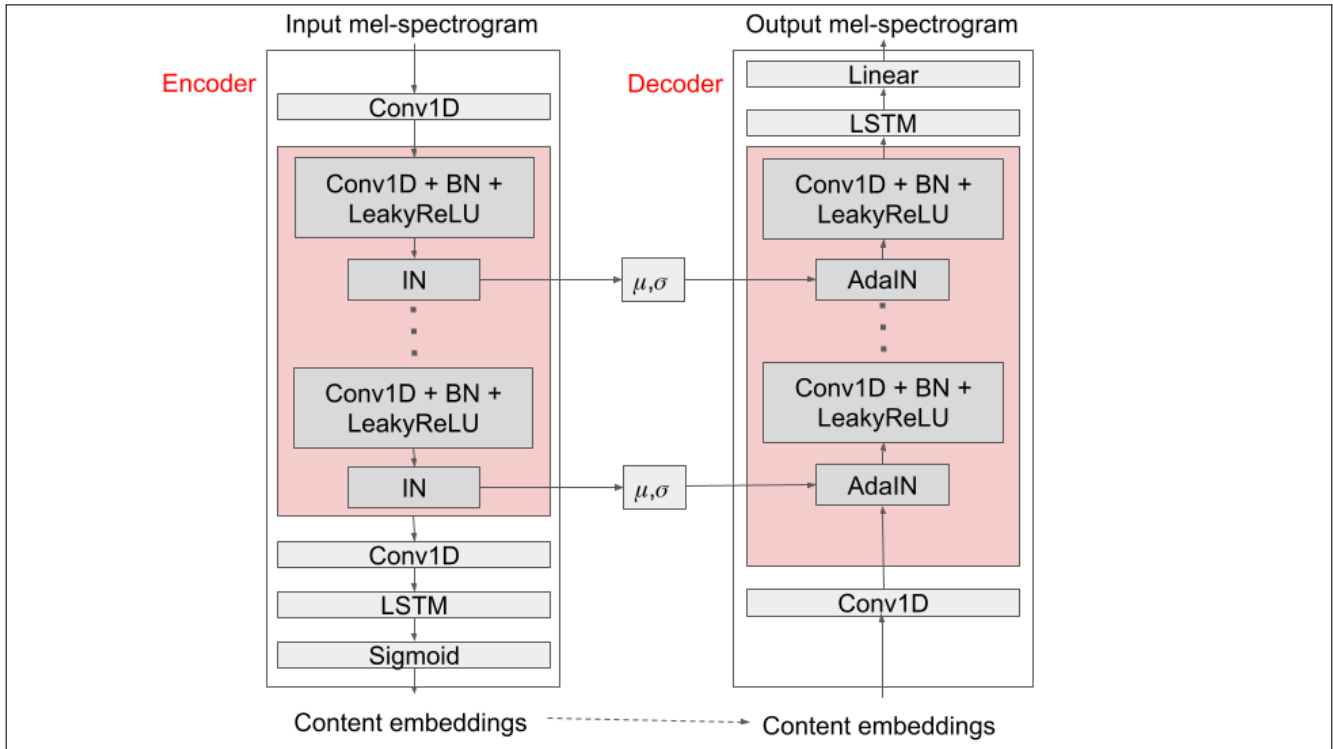 Input mel-spectrogram
Encoder
Conv1D
Conv1D + BN +
LeakyReLU
IN
Conv1D + BN +
LeakyReLU
IN
Conv1D
LSTM
Sigmoid
Content embeddings
μ,σ
μ,σ
Output mel-spectrogram
Decoder
Linear
LSTM
Conv1D + BN +
LeakyReLU
AdaIN
Conv1D + BN +
LeakyReLU
AdaIN
Conv1D
Content embeddings